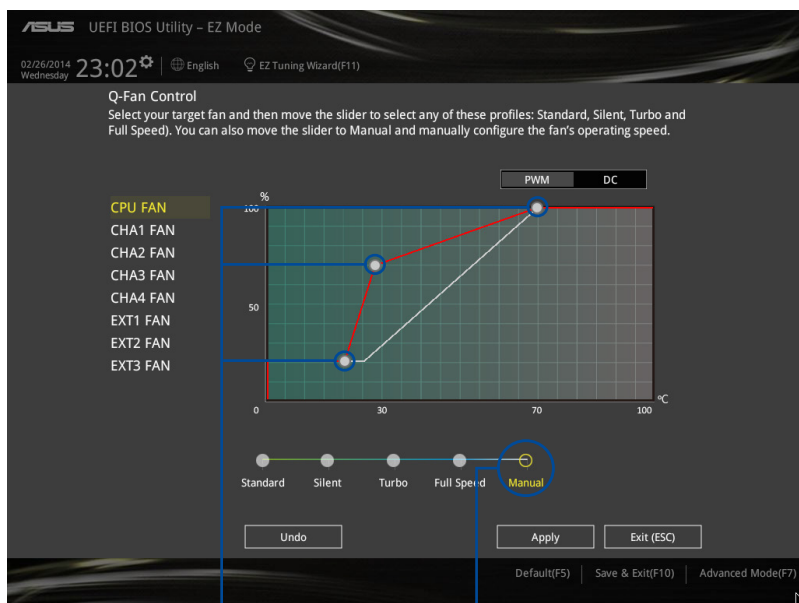 ASUS UEFI BIOS Utility – EZ Mode
02/26/2014
Wednesday
23:02
English
EZ Tuning Wizard(F11)
Q-Fan Control
Select your target fan and then move the slider to select any of these profiles: Standard, Silent, Turbo and
Full Speed). You can also move the slider to Manual and manually configure the fan's operating speed.
PWM DC
CPU FAN
CHA1 FAN
CHA2 FAN
CHA3 FAN
CHA4 FAN
EXT1 FAN
EXT2 FAN
EXT3 FAN
%
100
50
0 30 70 100
°C
Standard Silent Turbo Full Speed Manual
Undo Apply Exit (ESC)
Default(F5) Save & Exit(F10) Advanced Mode(F7)